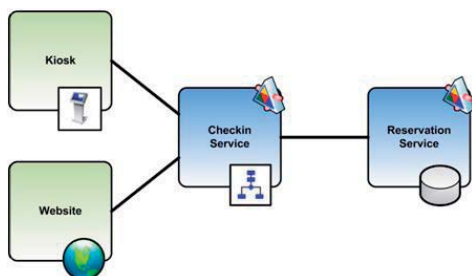 Kiosk
Checkin
Service
Reservation
Service
Website